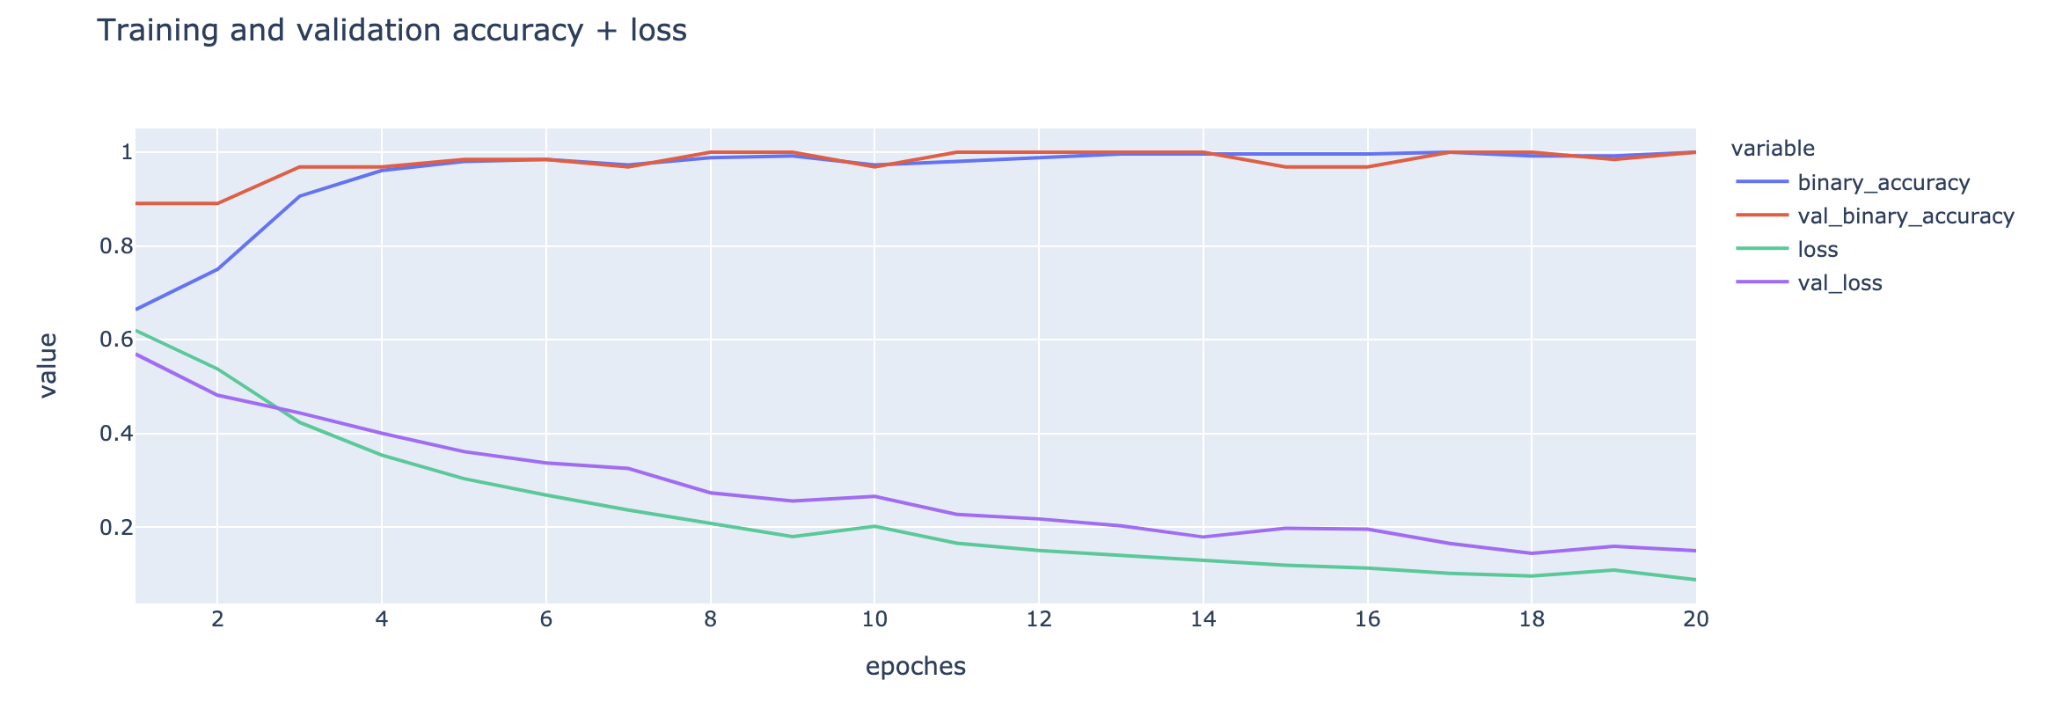 Training and validation accuracy + loss
1
0.8
0.6
0.4
0.2
value
2 4 6 8 10 12 14 16 18 20
epoches
variable
binary_accuracy
val_binary_accuracy
loss
val_loss